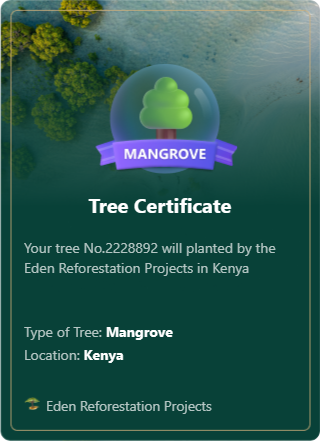 MANGROVE
Tree Certificate
Your tree No.2228892 will planted by the
Eden Reforestation Projects in Kenya
Type of Tree: Mangrove
Location: Kenya
Eden Reforestation Projects